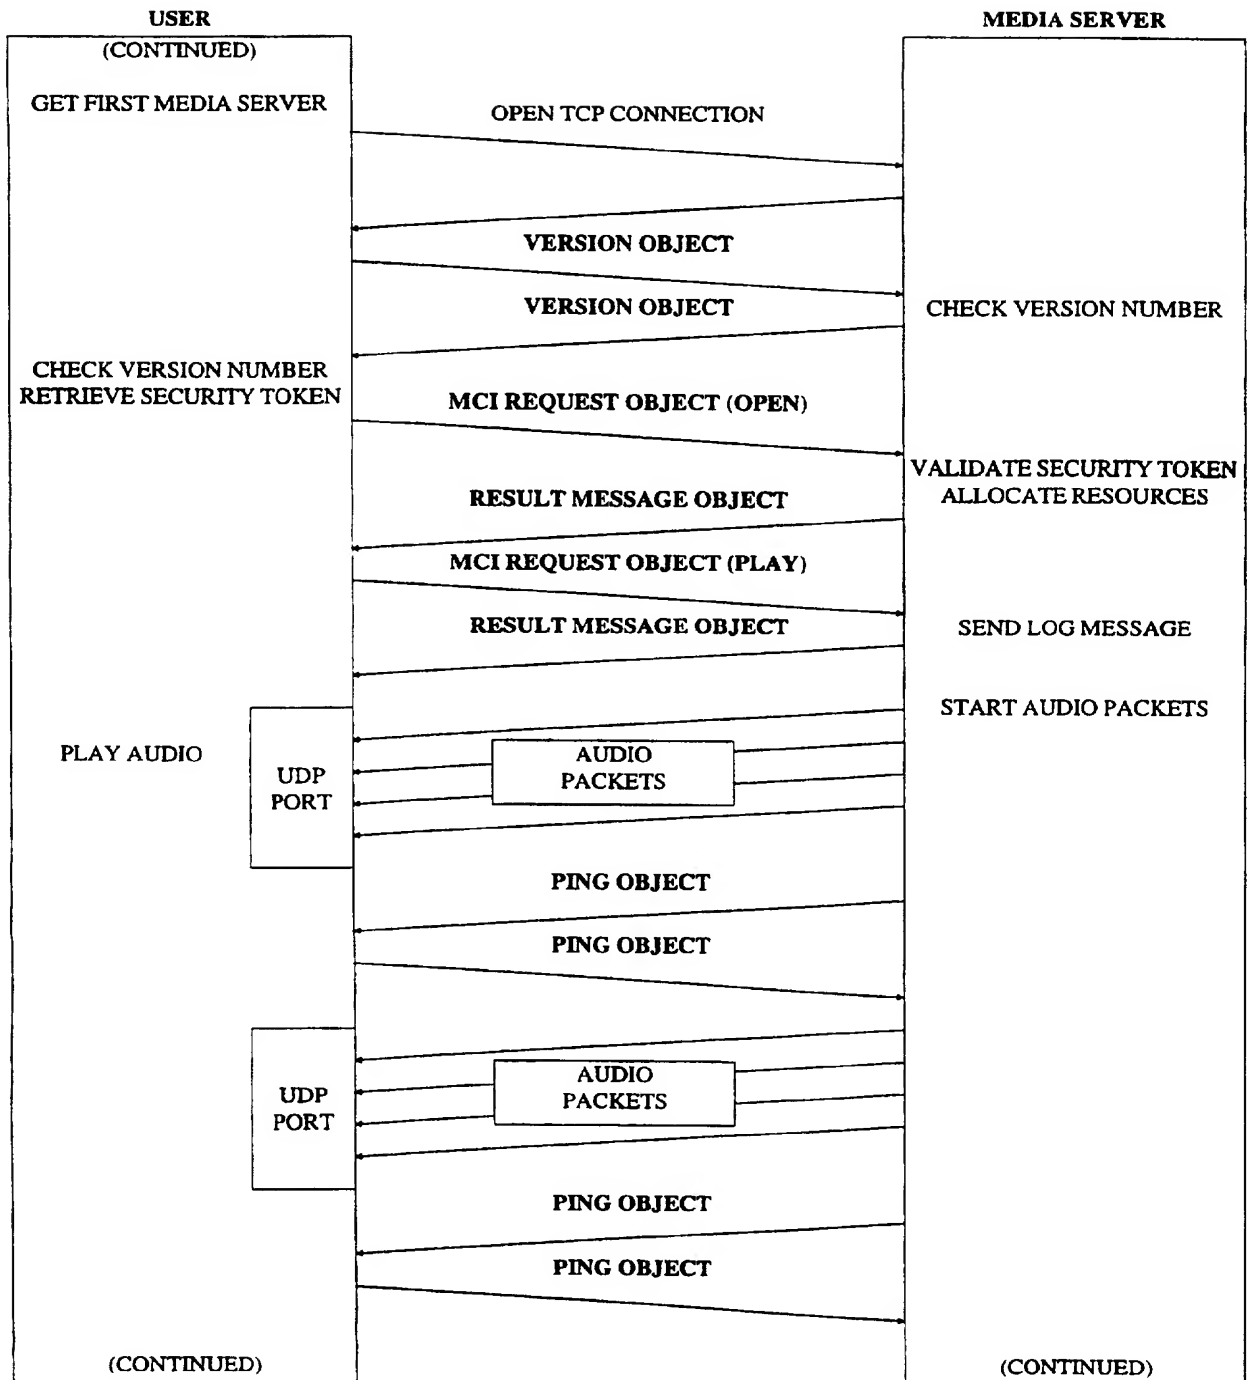 USER
MEDIA SERVER
(CONTINUED)
GET FIRST MEDIA SERVER
OPEN TCP CONNECTION
VERSION OBJECT
VERSION OBJECT
CHECK VERSION NUMBER
CHECK VERSION NUMBER
RETRIEVE SECURITY TOKEN
MCI REQUEST OBJECT (OPEN)
VALIDATE SECURITY TOKEN
ALLOCATE RESOURCES
RESULT MESSAGE OBJECT
MCI REQUEST OBJECT (PLAY)
RESULT MESSAGE OBJECT
SEND LOG MESSAGE
START AUDIO PACKETS
PLAY AUDIO
UDP
PORT
AUDIO
PACKETS
PING OBJECT
PING OBJECT
UDP
PORT
AUDIO
PACKETS
PING OBJECT
PING OBJECT
(CONTINUED)
(CONTINUED)